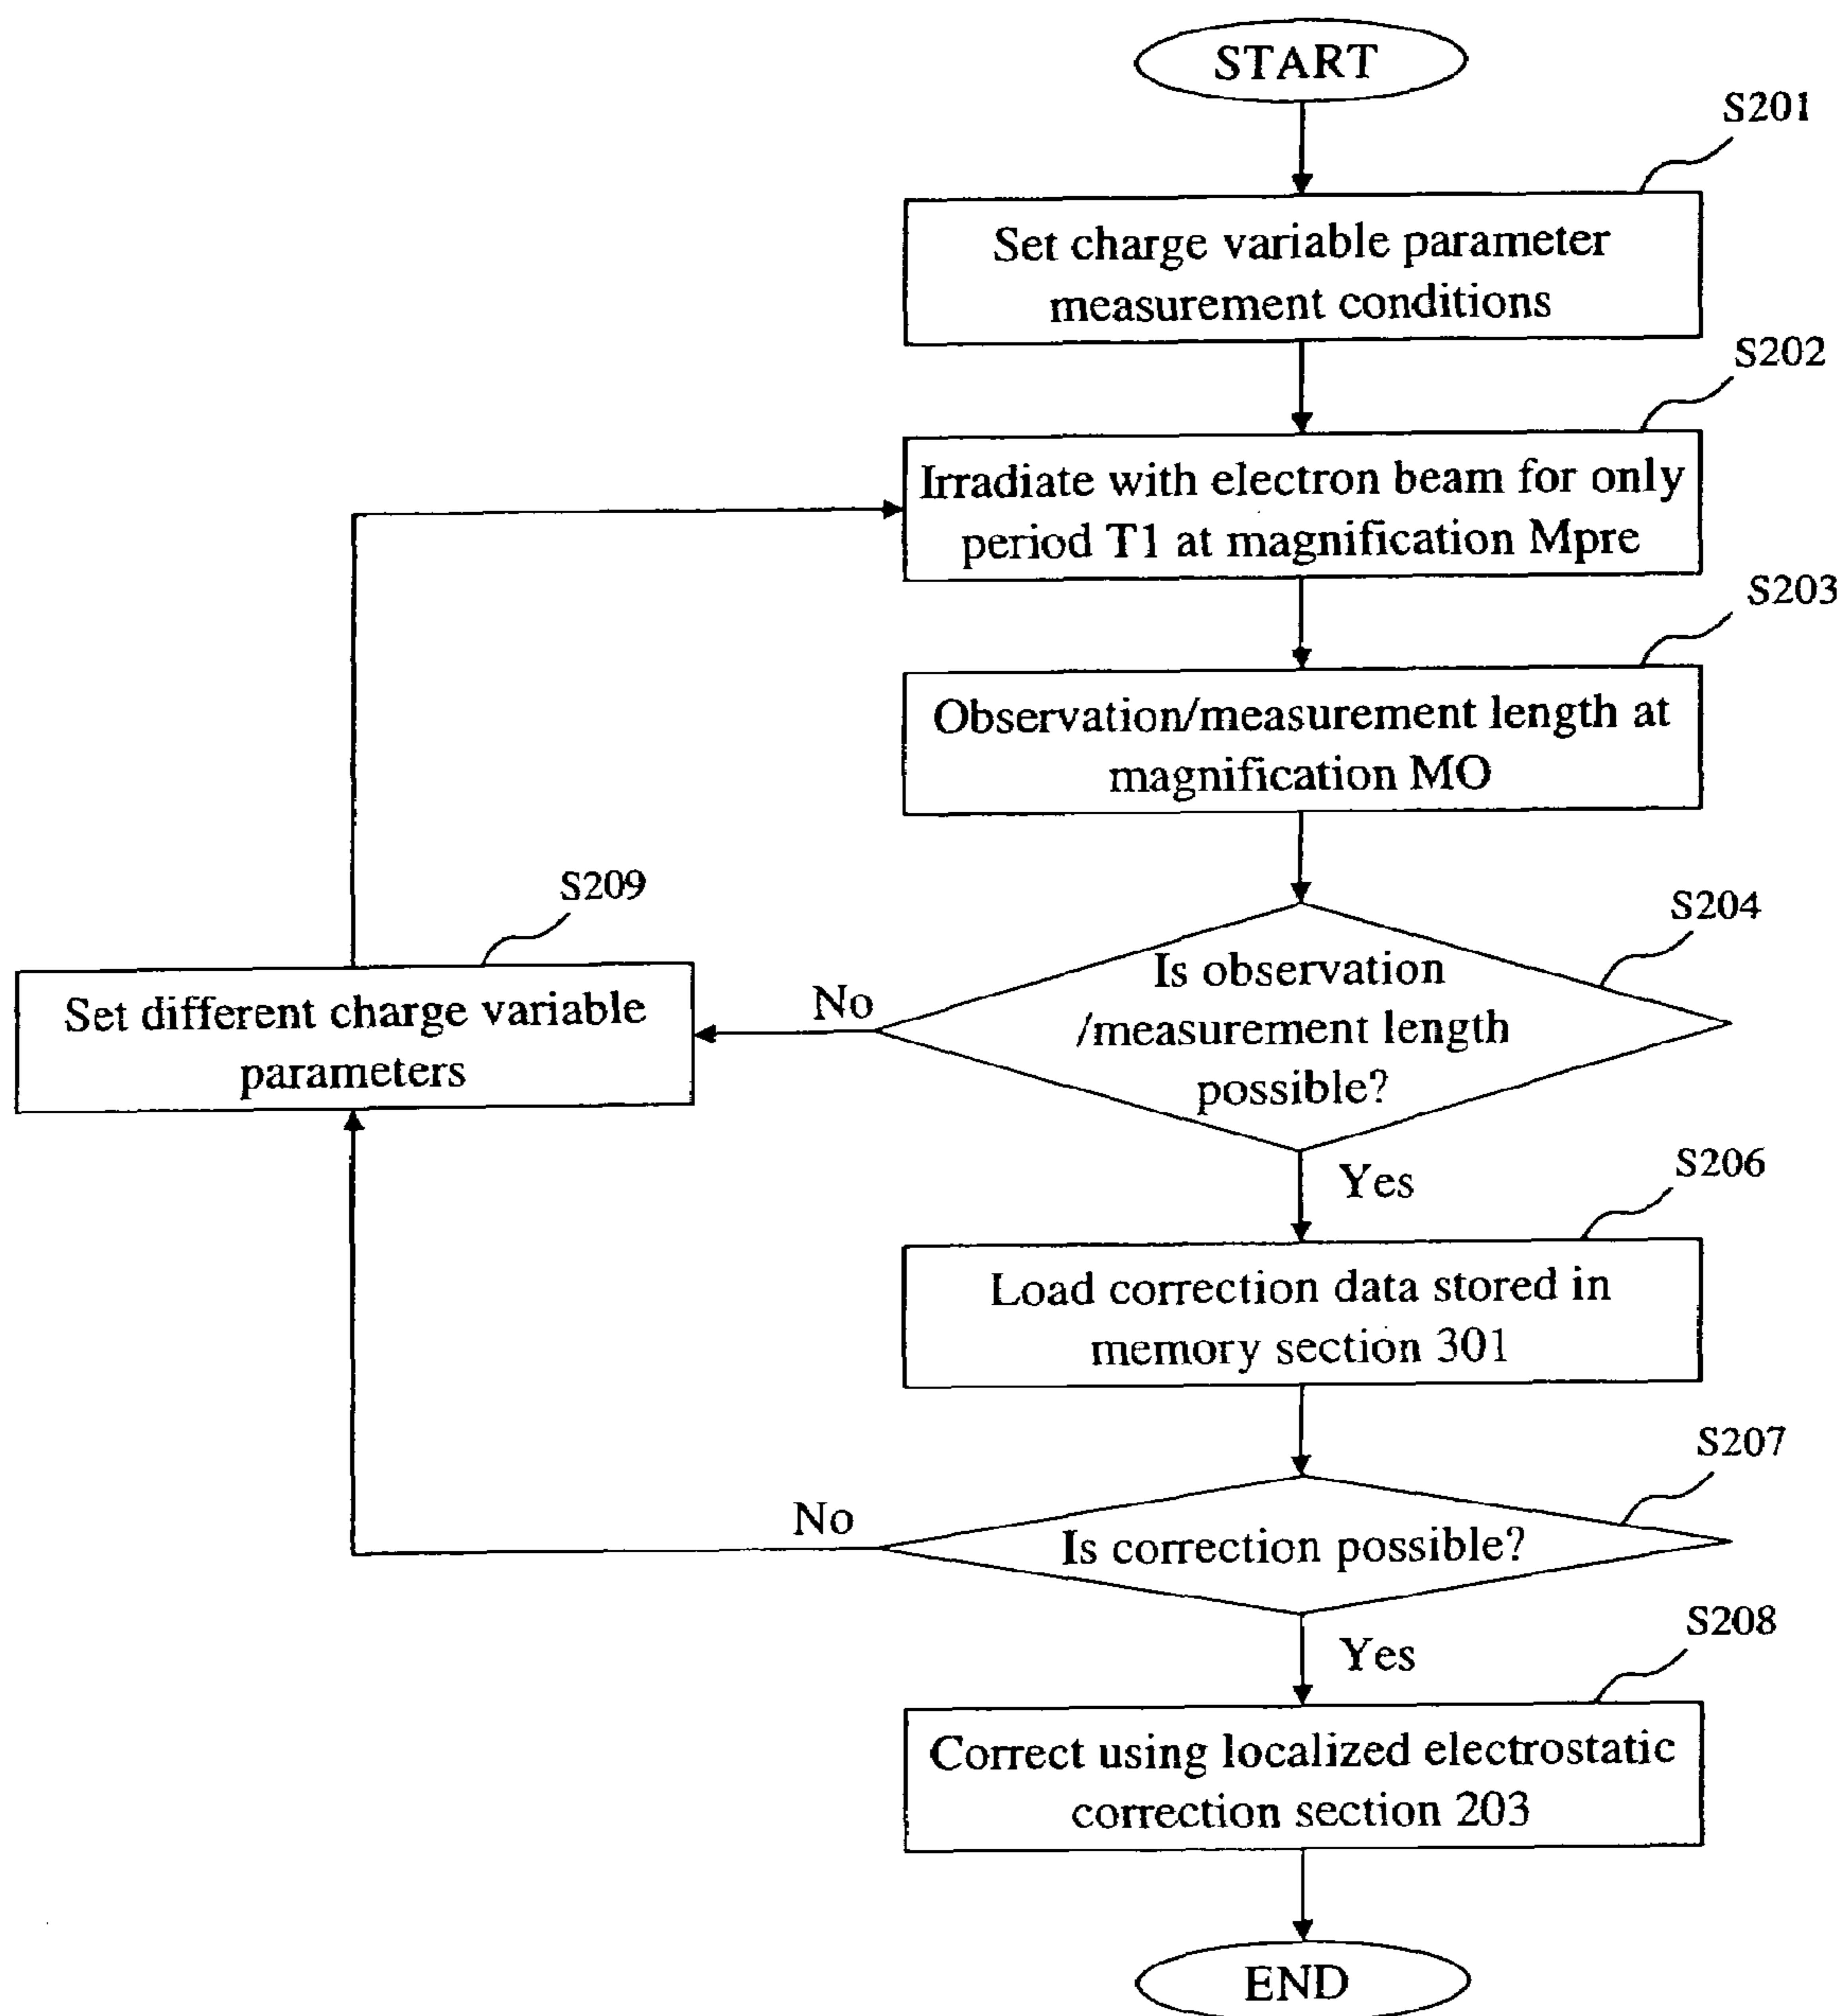 START
S201
Set charge variable parameter
measurement conditions
S202
Irradiate with electron beam for only
period T1 at magnification Mpre
S203
Observation/measurement length at
magnification MO
S209
Set different charge variable
parameters
No
S204
Is observation
/measurement length
possible?
Yes
S206
Load correction data stored in
memory section 301
S207
No
Is correction possible?
Yes
S208
Correct using localized electrostatic
correction section 203
END